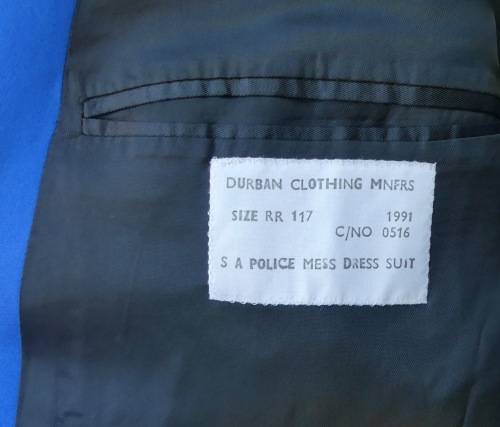 DURBAN CLOTHING MNFRS
SIZE RR 117 1991
C/NO 0516
S A POLICE MESS DRESS SUIT